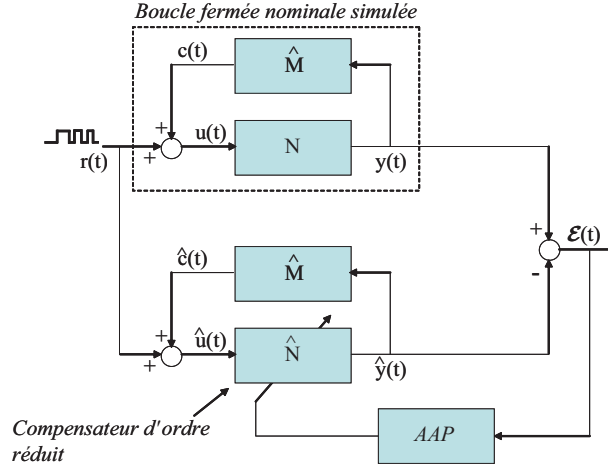 Boucle fermée nominale simulée
c(t)
M̂
+
+
u(t)
N
y(t)
r(t)
+
ε(t)
-
ĉ(t)
M̂
+
+
û(t)
N̂
ŷ(t)
Compensateur d'ordre
réduit
AAP